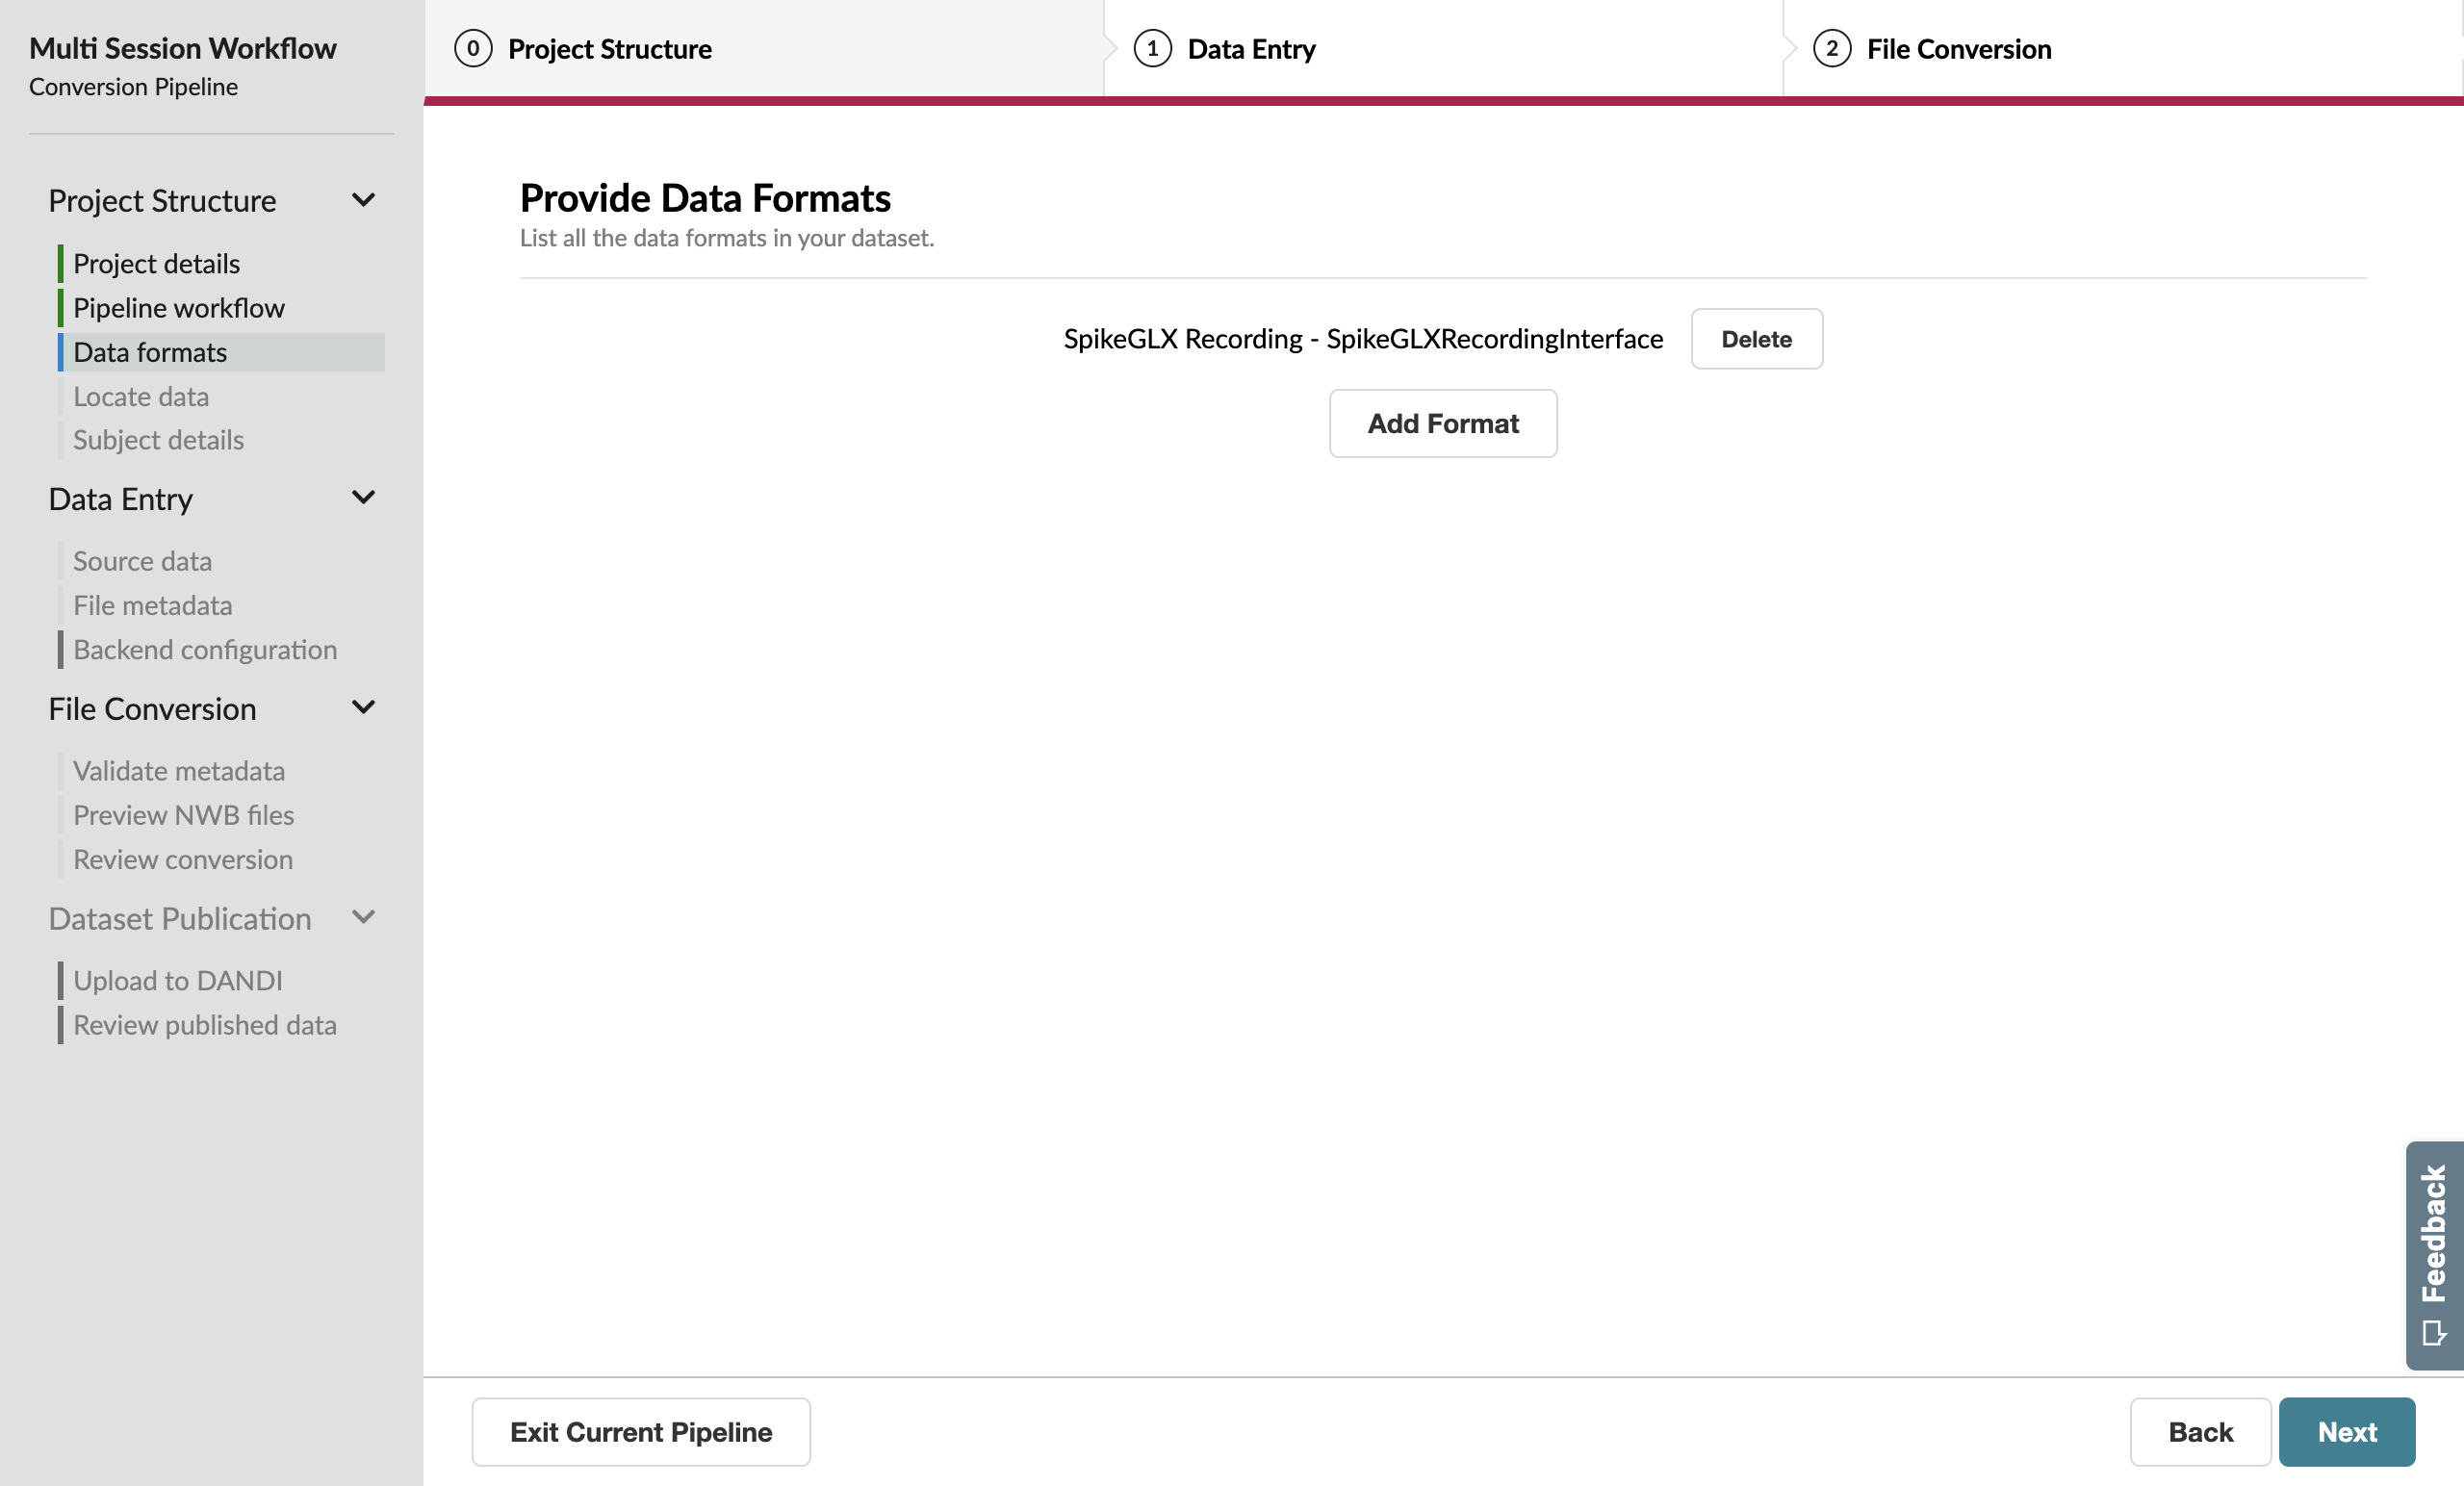 Multi Session Workflow
Conversion Pipeline
Project Structure
Project details
Pipeline workflow
Data formats
Locate data
Subject details
Data Entry
Source data
File metadata
Backend configuration
File Conversion
Validate metadata
Preview NWB files
Review conversion
Dataset Publication
Upload to DANDI
Review published data
0 Project Structure
1 Data Entry
2 File Conversion
Provide Data Formats
List all the data formats in your dataset.
SpikeGLX Recording - SpikeGLXRecordingInterface
Delete
Add Format
Feedback
Exit Current Pipeline
Back
Next